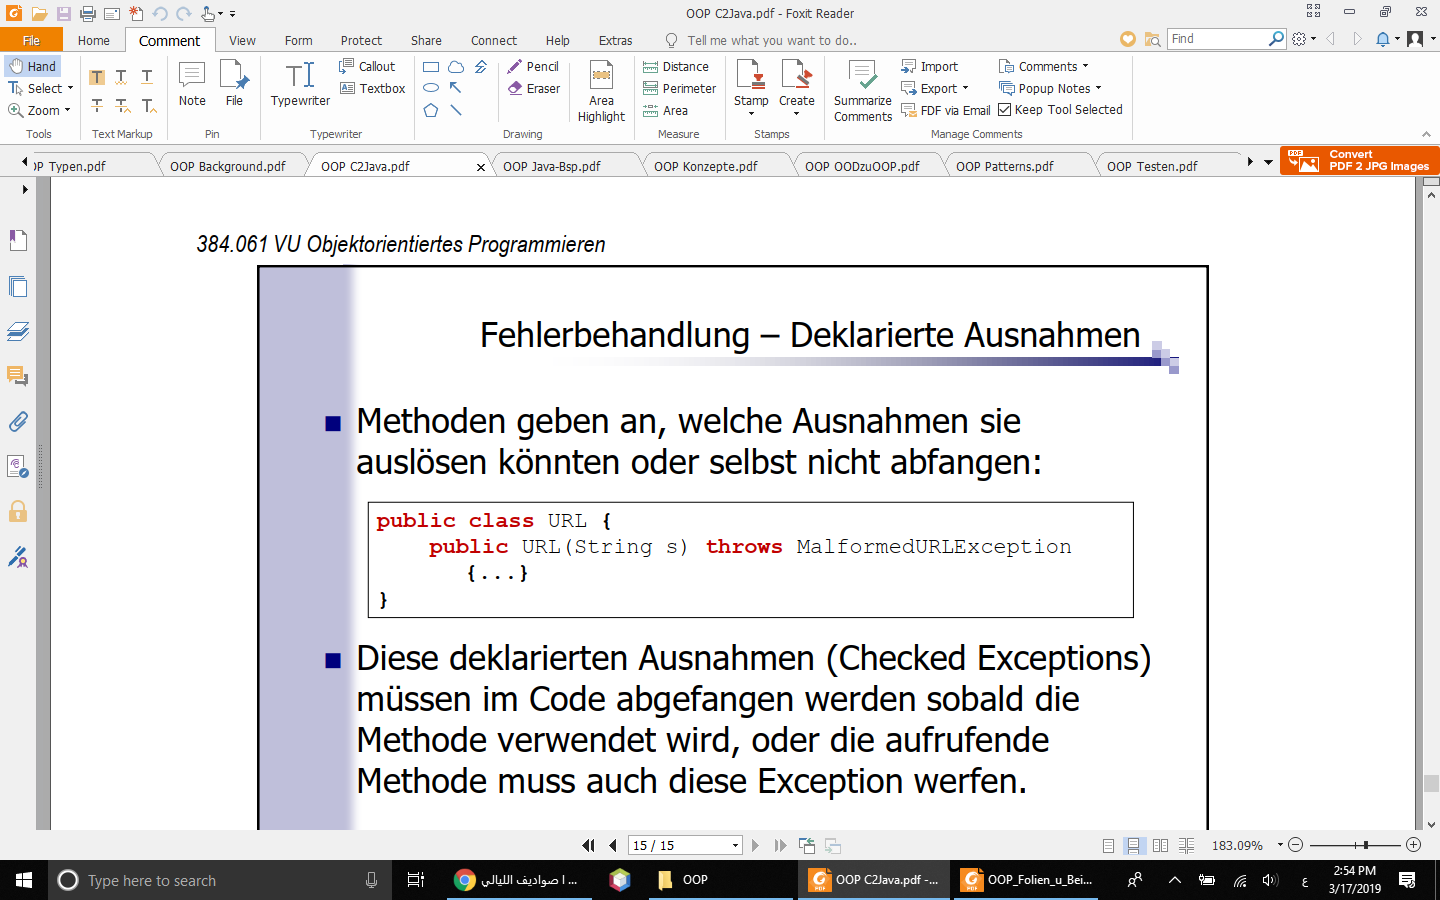 OOP C2Java.pdf - Foxit Reader
File Home Comment View Form Protect Share Connect Help Extras Tell me what you want to do.. Find
Hand
Select
Zoom
Tools
Text Markup
Note
File
Pin
Typewriter
Callout
Textbox
Typewriter
Pencil
Eraser
Area
Highlight
Drawing
Distance
Perimeter
Area
Measure
Stamp
Create
Stamps
Summarize
Comments
Import
Export
FDF via Email
Comments
Popup Notes
Keep Tool Selected
Manage Comments
OP Typen.pdf OOP Background.pdf OOP C2Java.pdf OOP Java-Bsp.pdf OOP Konzepte.pdf OOP OODzuOOP.pdf OOP Patterns.pdf OOP Testen.pdf
PDF
Convert
PDF 2 JPG Images
384.061 VU Objektorientiertes Programmieren
Fehlerbehandlung – Deklarierte Ausnahmen
Methoden geben an, welche Ausnahmen sie
auslösen könnten oder selbst nicht abfangen:
public class URL {
public URL(String s) throws MalformedURLException
{...}
}
Diese deklarierten Ausnahmen (Checked Exceptions)
müssen im Code abgefangen werden sobald die
Methode verwendet wird, oder die aufrufende
Methode muss auch diese Exception werfen.
15 / 15
183.09%
Type here to search
ا صواديف الليالي ...
OOP
OOP C2Java.pdf -...
OOP_Folien_u_Bei...
ع
2:54 PM
3/17/2019